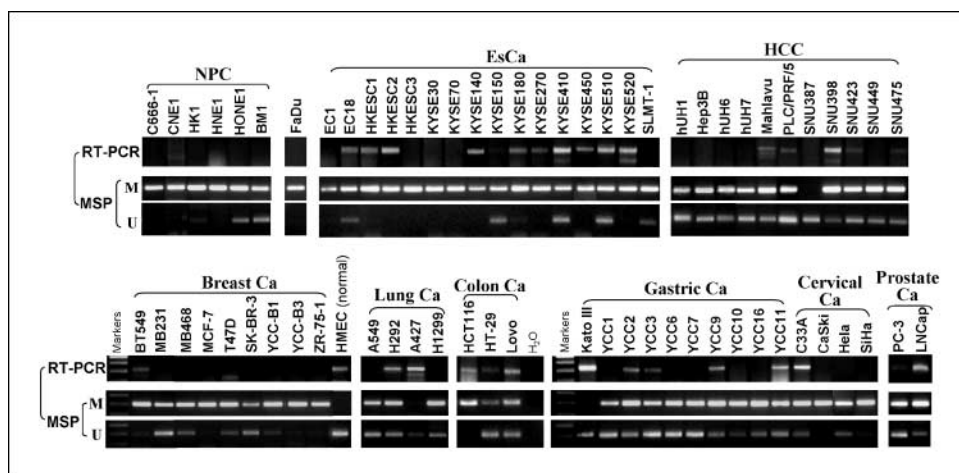 NPC EsCa HCC
C666-1 CNE1 HK1 HNE1 HONE1 BM1 FaDu EC1 EC18 HKESC1 HKESC2 HKESC3 KYSE30 KYSE70 KYSE140 KYSE150 KYSE180 KYSE270 KYSE410 KYSE450 KYSE510 KYSE520 SLMT-1 hUH1 Hep3B hUH6 hUH7 Mahlavu PLC/PRF/5 SNU387 SNU398 SNU423 SNU449 SNU475
RT-PCR
M
MSP
U
Breast Ca Lung Ca Colon Ca Gastric Ca Cervical Ca Prostate Ca
Markers BT549 MB231 MB468 MCF-7 T47D SK-BR-3 YCC-B1 YCC-B3 ZR-75-1 HMEC (normal) A549 H292 A427 H1299 HCT116 HT-29 Lovo H₂O Markers Kato III YCC1 YCC2 YCC3 YCC6 YCC7 YCC9 YCC10 YCC16 YCC11 C33A CaSki Hela SiHa PC-3 LNCap
RT-PCR
M
MSP
U